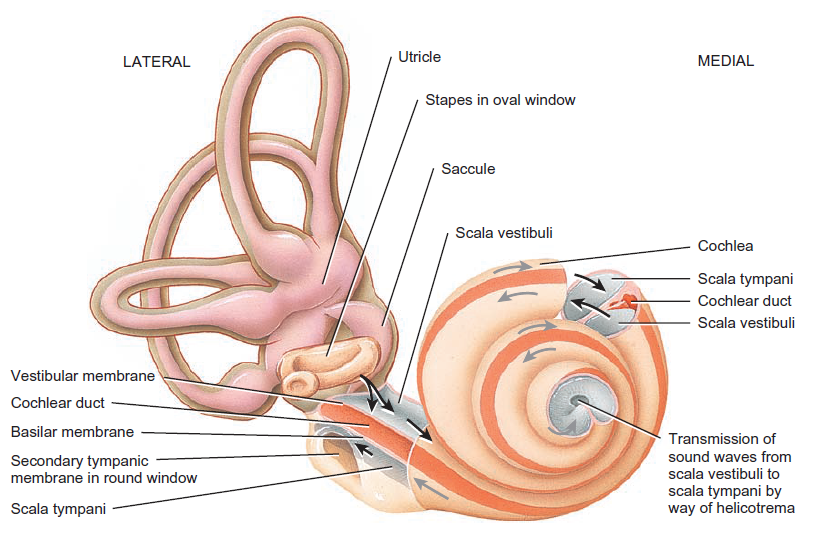 LATERAL
MEDIAL
Utricle
Stapes in oval window
Saccule
Scala vestibuli
Cochlea
Scala tympani
Cochlear duct
Scala vestibuli
Vestibular membrane
Cochlear duct
Basilar membrane
Secondary tympanic
membrane in round window
Scala tympani
Transmission of
sound waves from
scala vestibuli to
scala tympani by
way of helicotrema